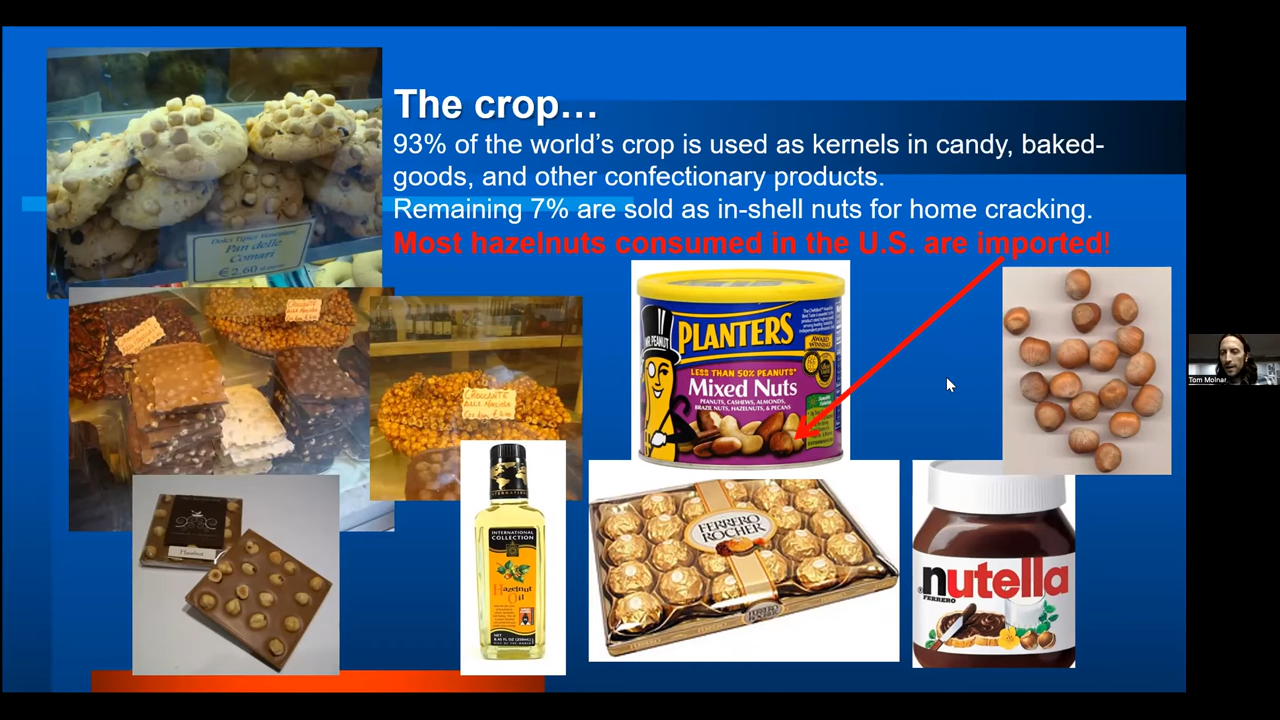 The crop…
93% of the world's crop is used as kernels in candy, baked-
goods, and other confectionary products.
Remaining 7% are sold as in-shell nuts for home cracking.
Most hazelnuts consumed in the U.S. are imported!
Dolci Tipici Veneziani
Pan delle
Comari
€2.60
MR. PEANUT
PLANTERS
AWARD
WINNING
LESS THAN 50% PEANUTS*
Mixed Nuts
PEANUTS, CASHEWS, ALMONDS,
BRAZIL NUTS, HAZELNUTS, & PECANS
Tom Molnar
Hazelnut
INTERNATIONAL
COLLECTION
Hazelnut
Oil
NET
8.45 FL OZ (250ml)
FERRERO
ROCHER
nutella
FERRERO